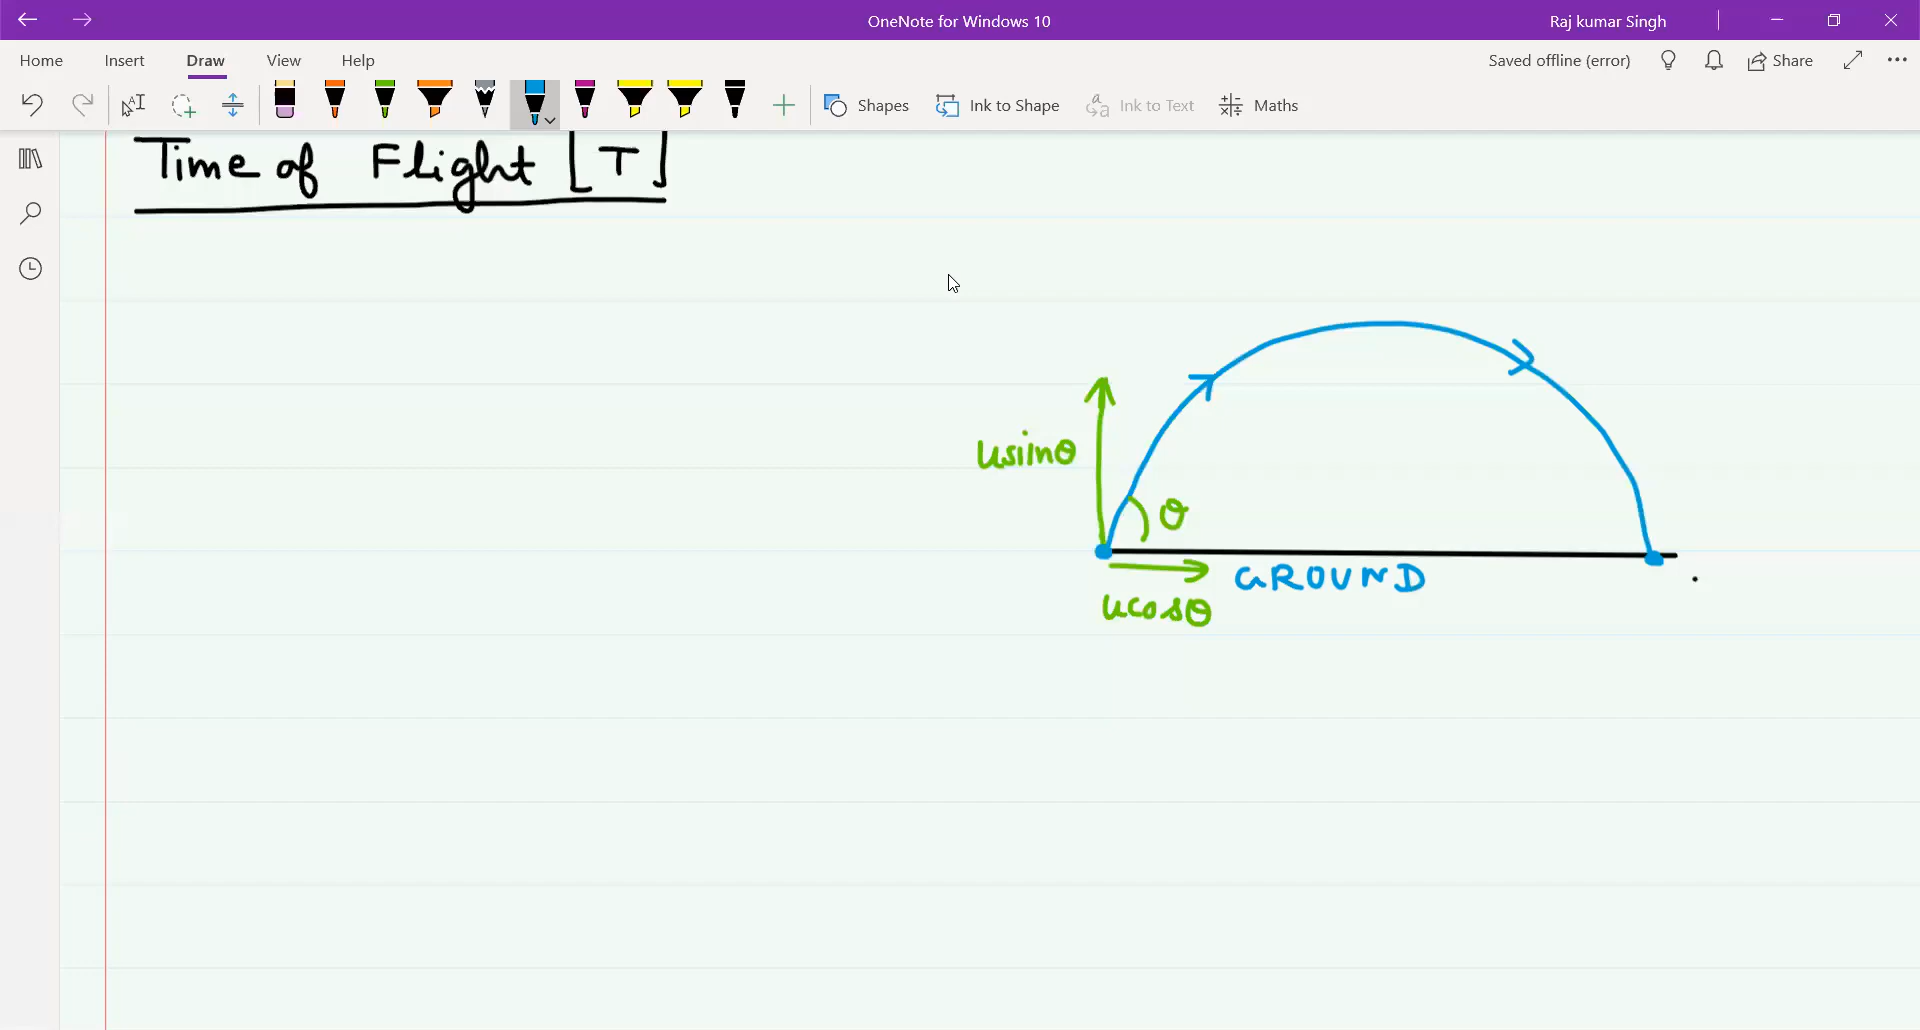 OneNote for Windows 10
Raj kumar Singh
Home Insert Draw View Help
Saved offline (error) Share
Shapes Ink to Shape Ink to Text Maths
Time of Flight [T]
usinθ
θ
GROUND
ucosθ